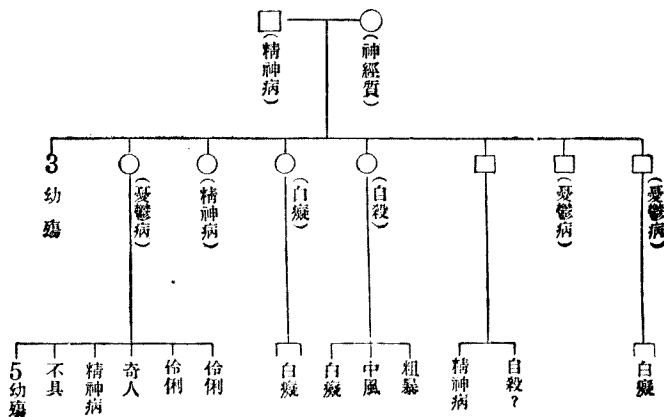 (精神病)
(神經質)
3幼殤
(憂鬱病)
(精神病)
(白癡)
(自殺)
(憂鬱病)
(憂鬱病)
5幼殤
不具
精神病
奇人
伶俐
伶俐
白癡
白癡
中風
粗暴
精神病
自殺?
白癡